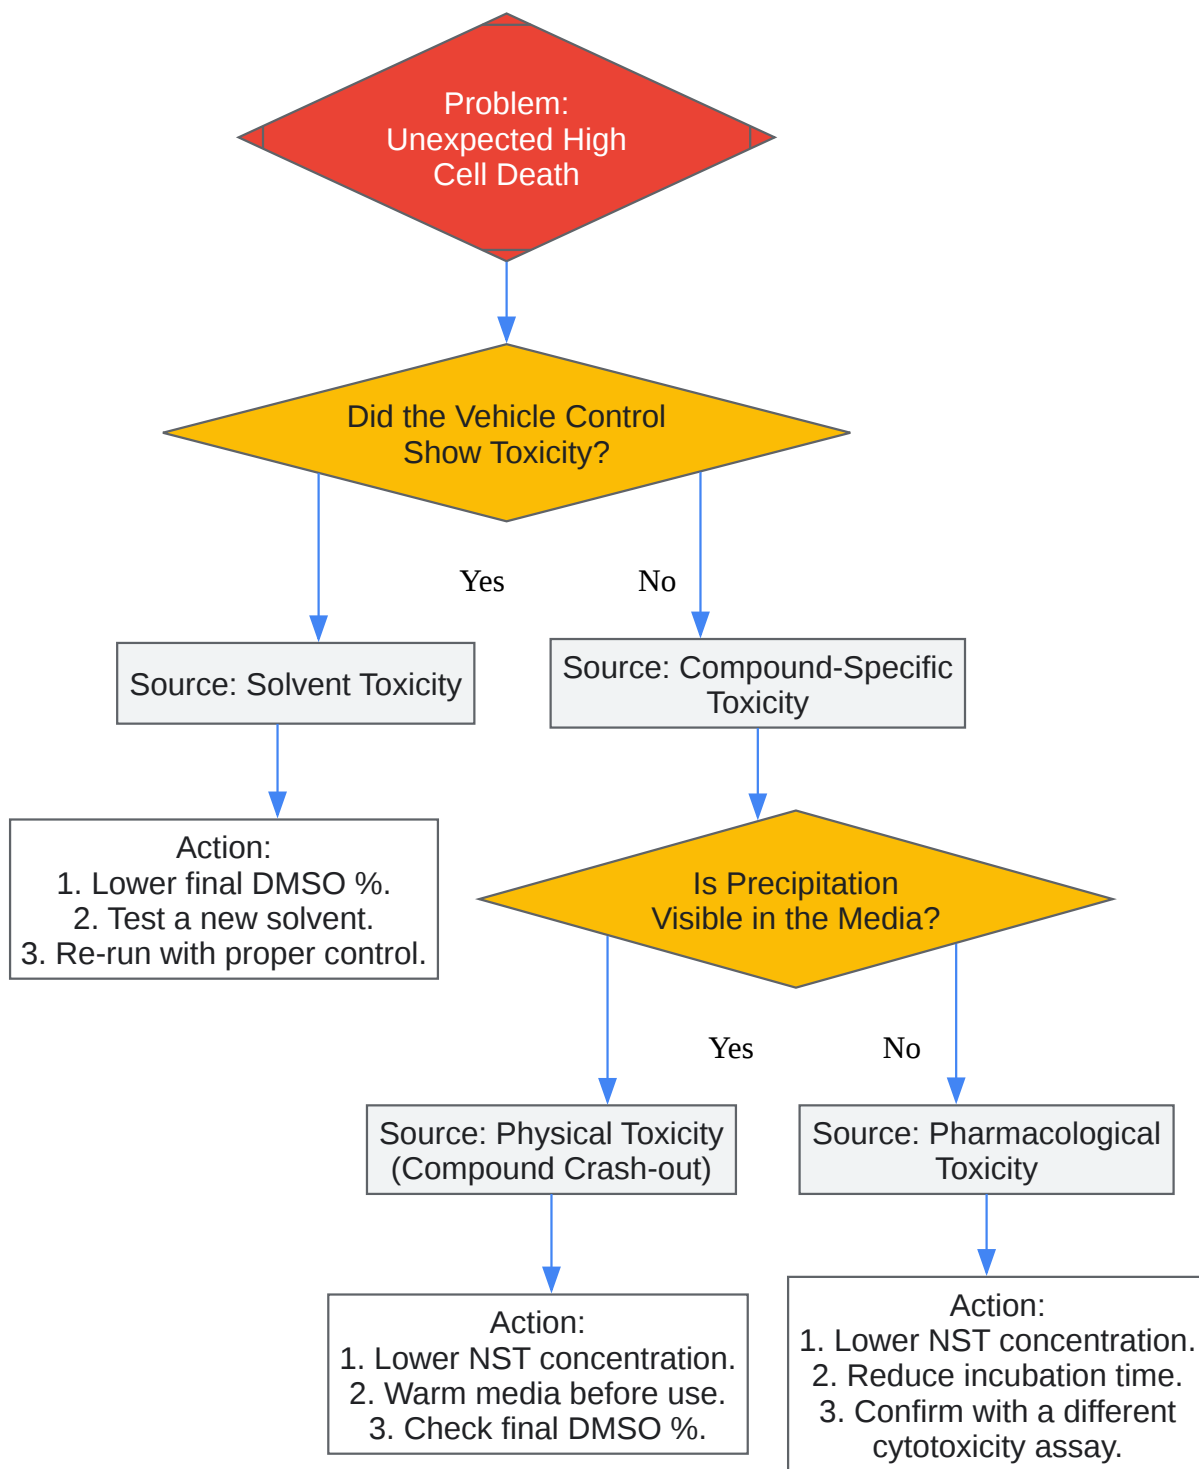 Problem:
Unexpected High
Cell Death
Did the Vehicle Control
Show Toxicity?
Yes
No
Source: Solvent Toxicity
Source: Compound-Specific
Toxicity
Action:
1. Lower final DMSO %.
2. Test a new solvent.
3. Re-run with proper control.
Is Precipitation
Visible in the Media?
Yes
No
Source: Physical Toxicity
(Compound Crash-out)
Source: Pharmacological
Toxicity
Action:
1. Lower NST concentration.
2. Warm media before use.
3. Check final DMSO %.
Action:
1. Lower NST concentration.
2. Reduce incubation time.
3. Confirm with a different
cytotoxicity assay.